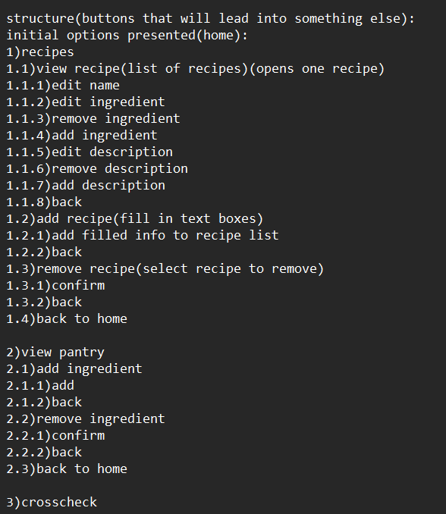 structure(buttons that will lead into something else):
initial options presented(home):
1)recipes
1.1)view recipe(list of recipes)(opens one recipe)
1.1.1)edit name
1.1.2)edit ingredient
1.1.3)remove ingredient
1.1.4)add ingredient
1.1.5)edit description
1.1.6)remove description
1.1.7)add description
1.1.8)back
1.2)add recipe(fill in text boxes)
1.2.1)add filled info to recipe list
1.2.2)back
1.3)remove recipe(select recipe to remove)
1.3.1)confirm
1.3.2)back
1.4)back to home
2)view pantry
2.1)add ingredient
2.1.1)add
2.1.2)back
2.2)remove ingredient
2.2.1)confirm
2.2.2)back
2.3)back to home
3)crosscheck